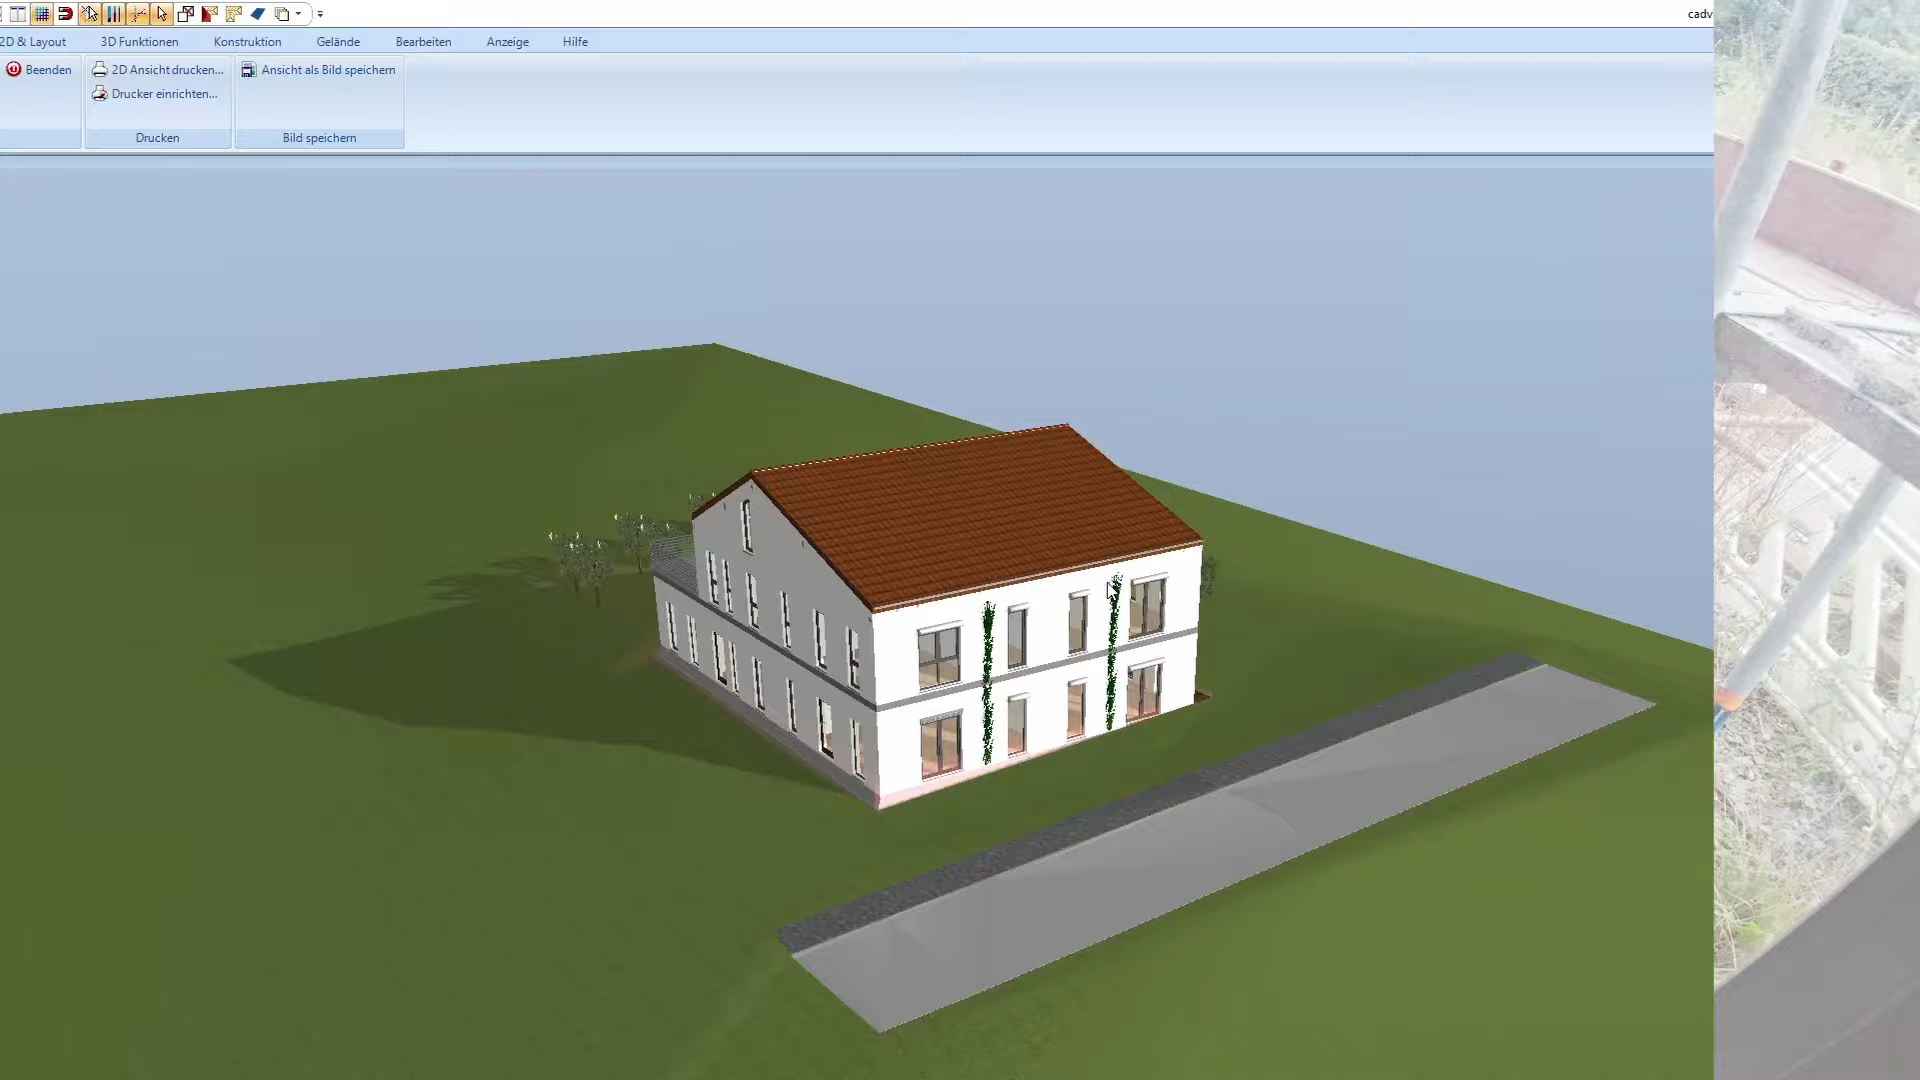 cadv
2D & Layout 3D Funktionen Konstruktion Gelände Bearbeiten Anzeige Hilfe
Beenden 2D Ansicht drucken... Ansicht als Bild speichern
Drucker einrichten...
Drucken Bild speichern